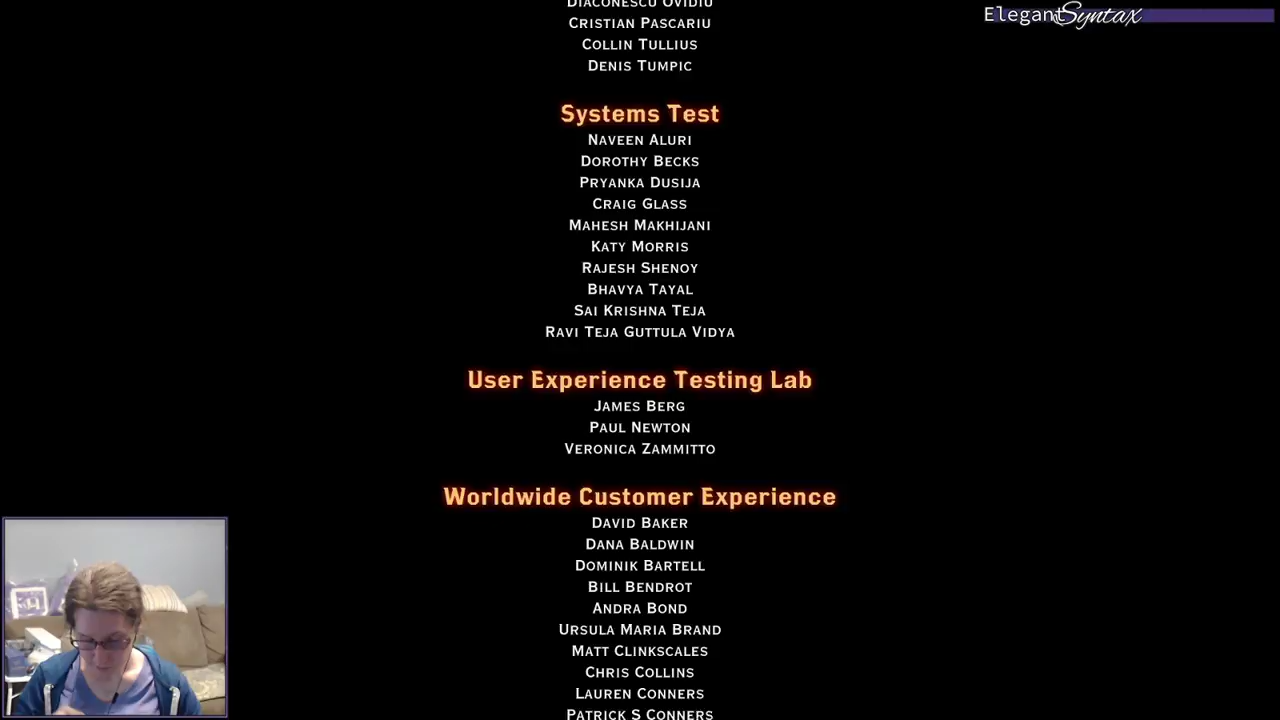 DIACONESCU OVIDIU
CRISTIAN PASCARIU
COLLIN TULLIUS
DENIS TUMPIC
ElegantSyntax
Systems Test
NAVEEN ALURI
DOROTHY BECKS
PRYANKA DUSIJA
CRAIG GLASS
MAHESH MAKHIJANI
KATY MORRIS
RAJESH SHENOY
BHAVYA TAYAL
SAI KRISHNA TEJA
RAVI TEJA GUTTULA VIDYA
User Experience Testing Lab
JAMES BERG
PAUL NEWTON
VERONICA ZAMMITTO
Worldwide Customer Experience
DAVID BAKER
DANA BALDWIN
DOMINIK BARTELL
BILL BENDROT
ANDRA BOND
URSULA MARIA BRAND
MATT CLINKSCALES
CHRIS COLLINS
LAUREN CONNERS
PATRICK S CONNERS